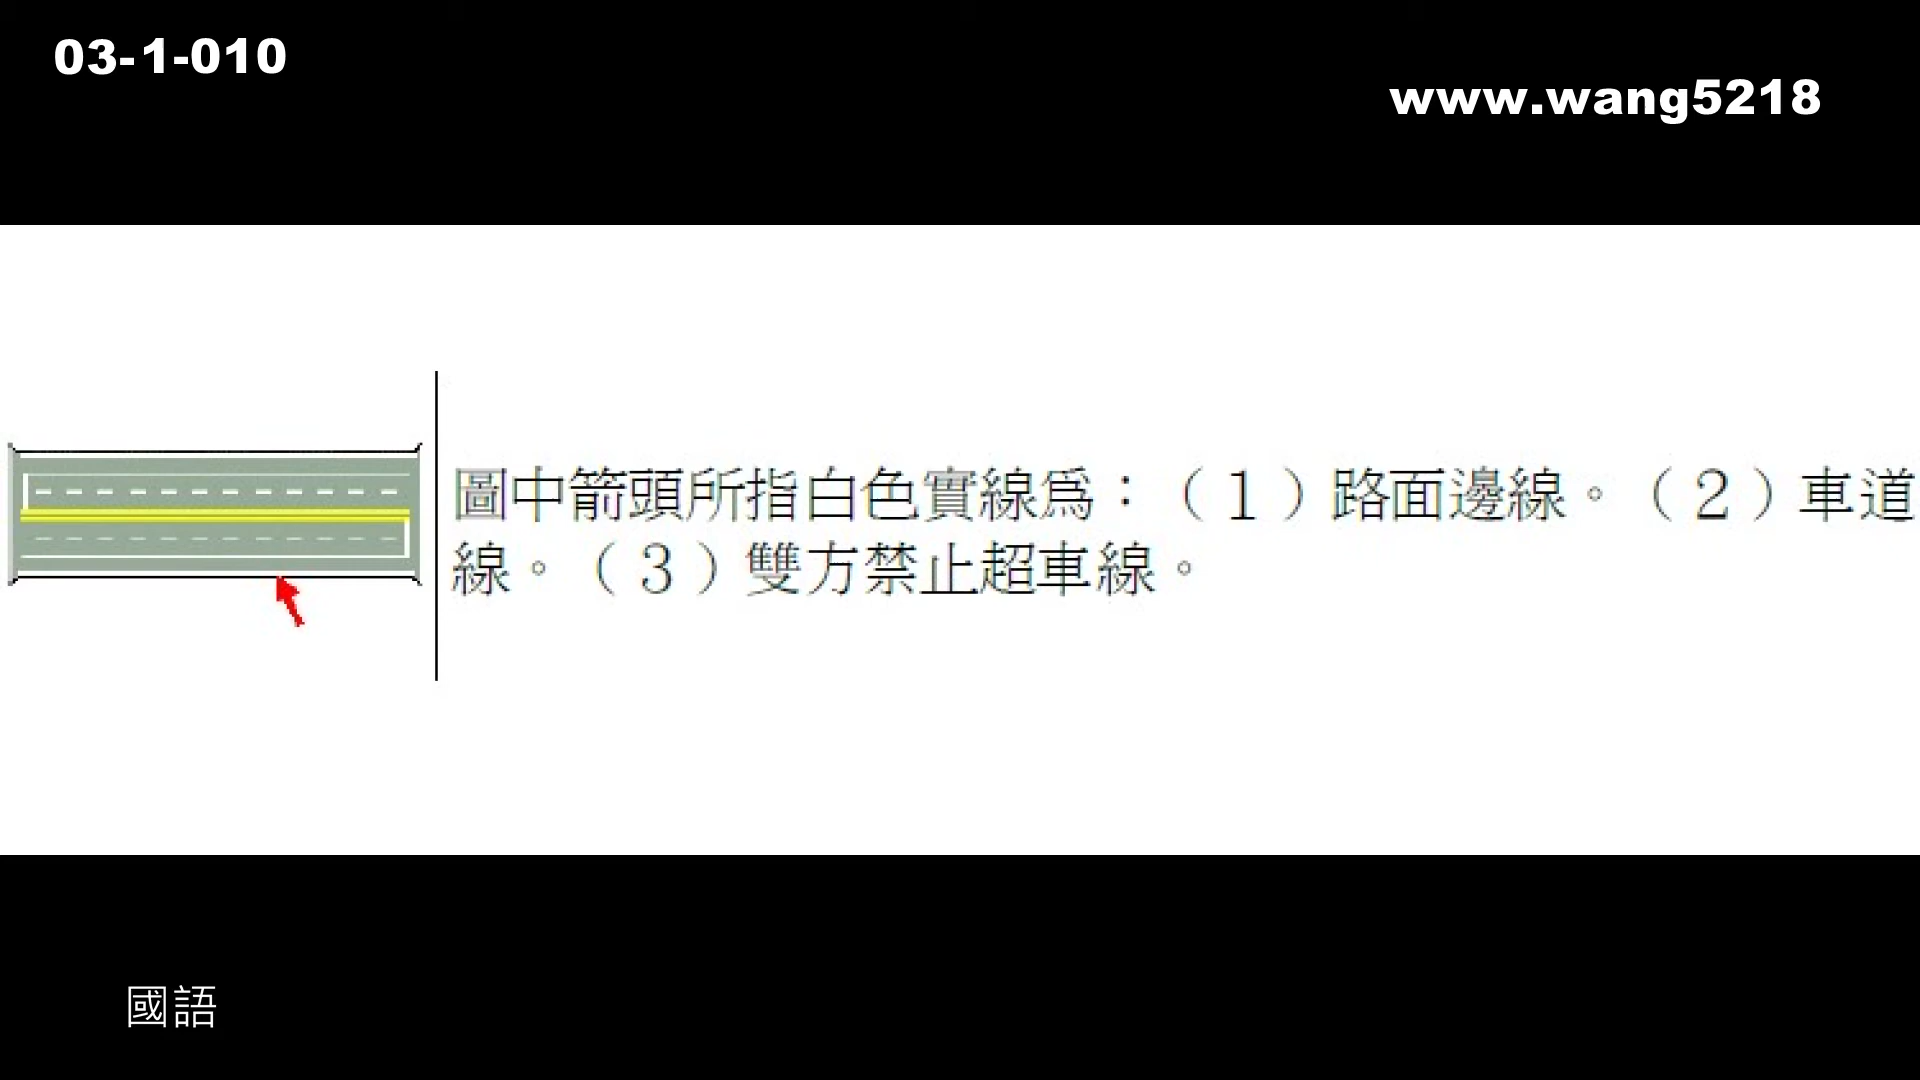 03-1-010
www.wang5218
圖中箭頭所指白色實線為：（1）路面邊線。（2）車道
線。（3）雙方禁止超車線。
國語